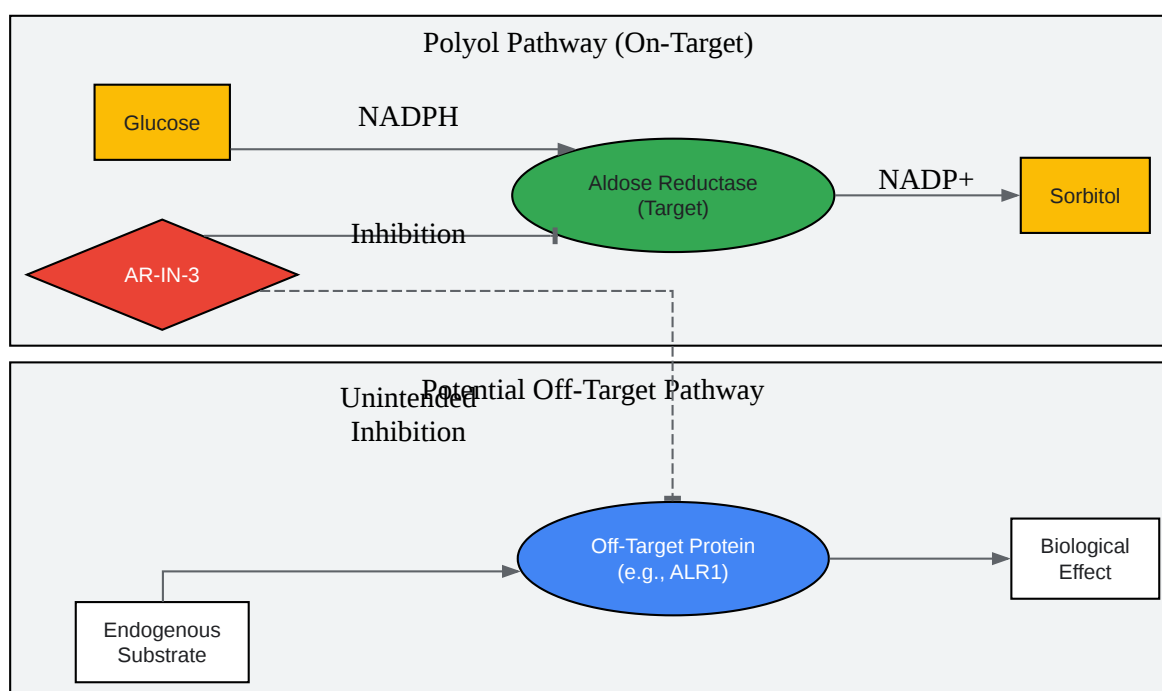 Polyol Pathway (On-Target)
Glucose
NADPH
Aldose Reductase
(Target)
NADP+
Sorbitol
Inhibition
AR-IN-3
Potential Off-Target Pathway
Unintended
Inhibition
Off-Target Protein
(e.g., ALR1)
Biological
Effect
Endogenous
Substrate